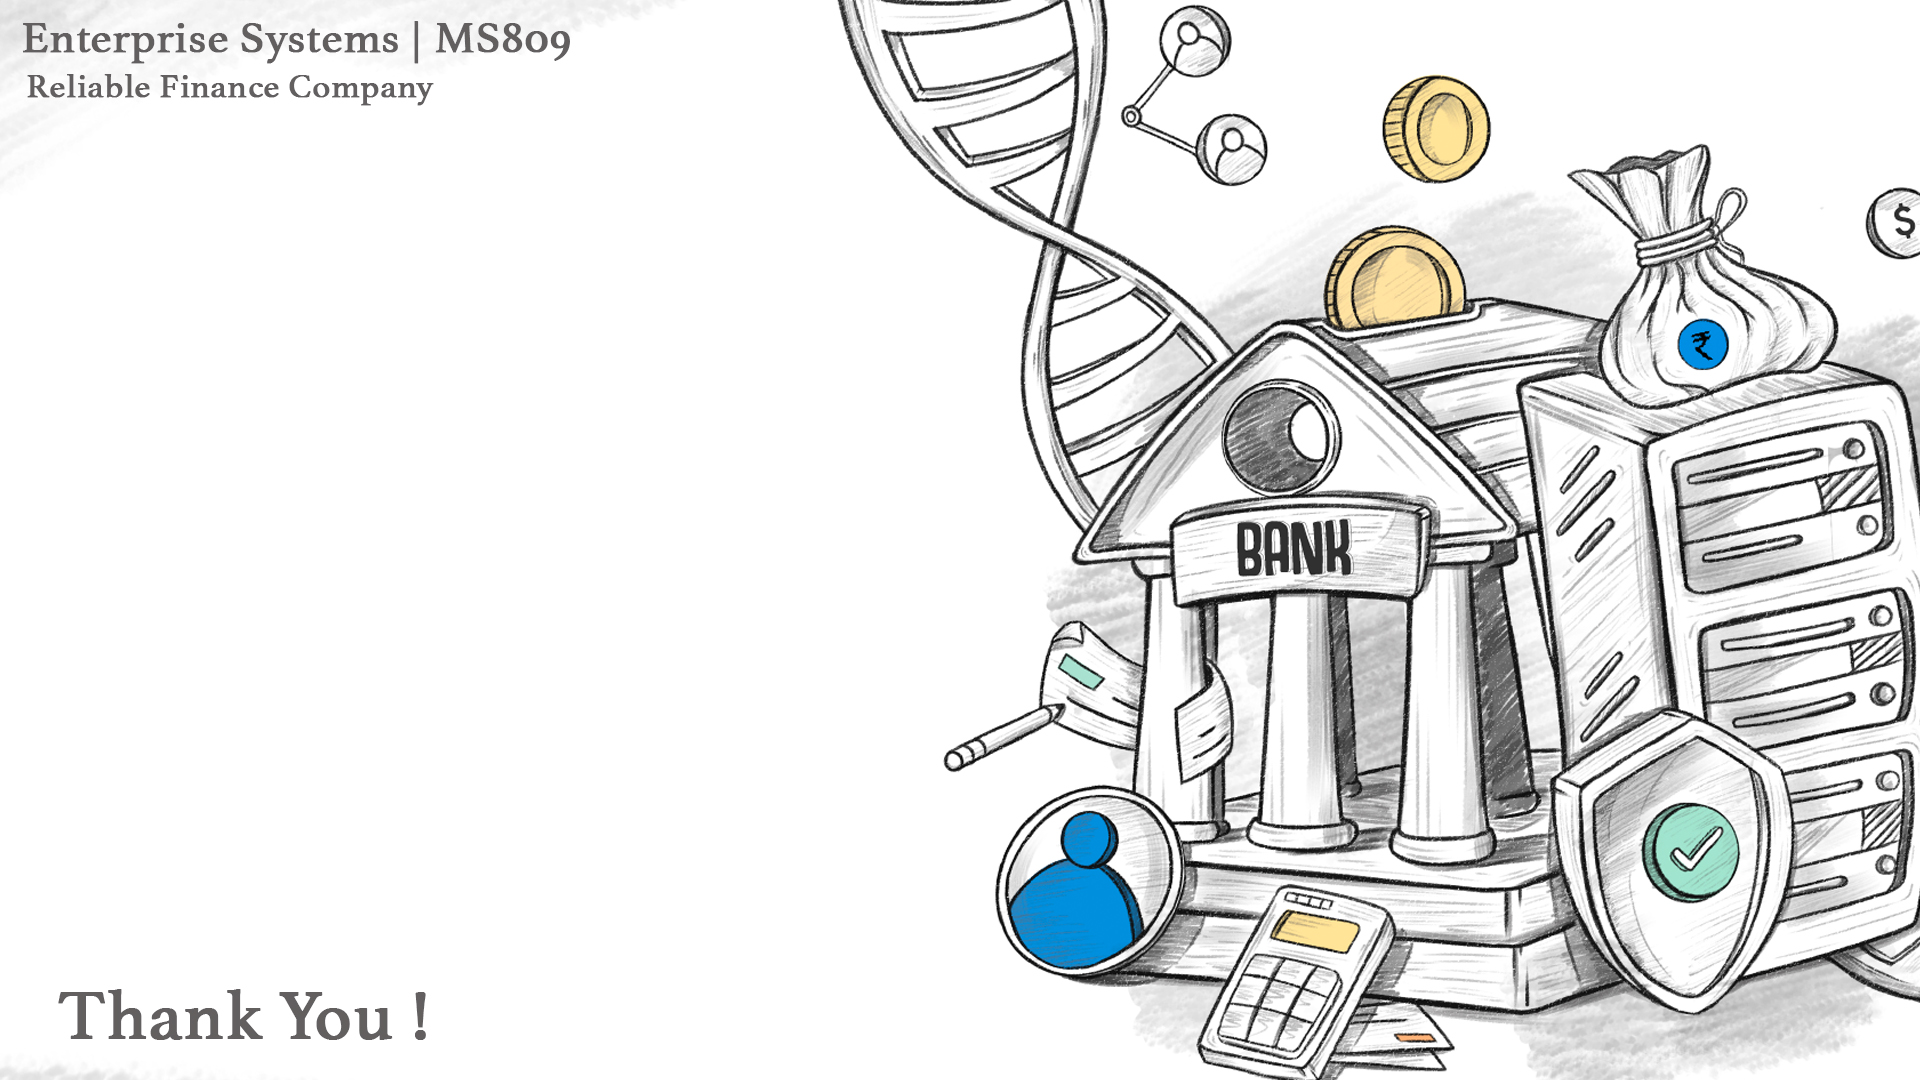 Enterprise Systems | MS809
Reliable Finance Company
$
₹
BANK
Thank You !